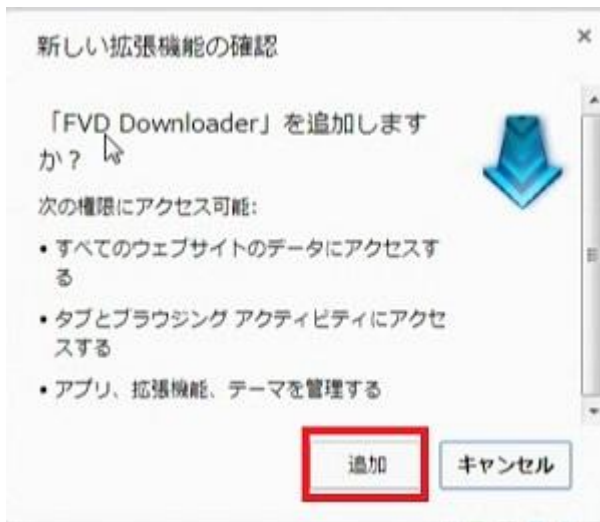 新しい拡張機能の確認
「FVD Downloader」を追加します
か?
次の権限にアクセス可能:
• すべてのウェブサイトのデータにアクセスす
る
• タブとブラウジング アクティビティにアクセ
スする
• アプリ、拡張機能、テーマを管理する
追加 キャンセル